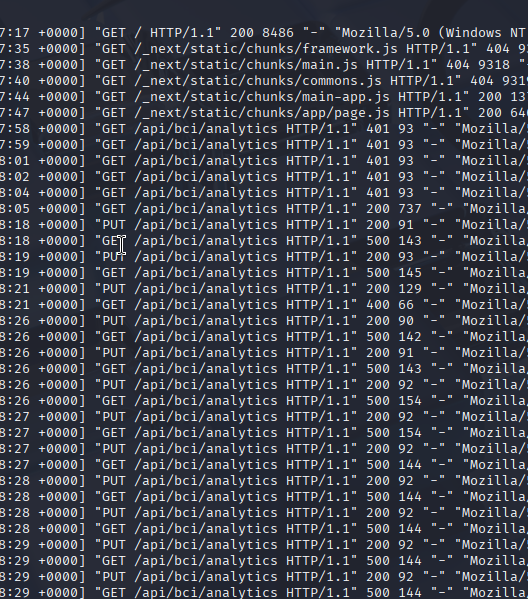 7:17 +0000] "GET / HTTP/1.1" 200 8486 "-" "Mozilla/5.0 (Windows NT
7:35 +0000] "GET /_next/static/chunks/framework.js HTTP/1.1" 404 9
7:38 +0000] "GET /_next/static/chunks/main.js HTTP/1.1" 404 9318 "
7:40 +0000] "GET /_next/static/chunks/commons.js HTTP/1.1" 404 931
7:44 +0000] "GET /_next/static/chunks/main-app.js HTTP/1.1" 200 13
7:47 +0000] "GET /_next/static/chunks/app/page.js HTTP/1.1" 200 64
7:58 +0000] "GET /api/bci/analytics HTTP/1.1" 401 93 "-" "Mozilla/
7:59 +0000] "GET /api/bci/analytics HTTP/1.1" 401 93 "-" "Mozilla/
8:01 +0000] "GET /api/bci/analytics HTTP/1.1" 401 93 "-" "Mozilla/
8:02 +0000] "GET /api/bci/analytics HTTP/1.1" 401 93 "-" "Mozilla/
8:04 +0000] "GET /api/bci/analytics HTTP/1.1" 401 93 "-" "Mozilla/
8:05 +0000] "GET /api/bci/analytics HTTP/1.1" 200 737 "-" "Mozilla
8:18 +0000] "PUT /api/bci/analytics HTTP/1.1" 200 91 "-" "Mozilla/
8:18 +0000] "GET /api/bci/analytics HTTP/1.1" 500 143 "-" "Mozilla
8:19 +0000] "PUT /api/bci/analytics HTTP/1.1" 200 93 "-" "Mozilla/
8:19 +0000] "GET /api/bci/analytics HTTP/1.1" 500 145 "-" "Mozilla
8:21 +0000] "PUT /api/bci/analytics HTTP/1.1" 200 129 "-" "Mozilla
8:21 +0000] "GET /api/bci/analytics HTTP/1.1" 400 66 "-" "Mozilla/
8:26 +0000] "PUT /api/bci/analytics HTTP/1.1" 200 90 "-" "Mozilla/
8:26 +0000] "GET /api/bci/analytics HTTP/1.1" 500 142 "-" "Mozilla
8:26 +0000] "PUT /api/bci/analytics HTTP/1.1" 200 91 "-" "Mozilla/
8:26 +0000] "GET /api/bci/analytics HTTP/1.1" 500 143 "-" "Mozilla
8:26 +0000] "PUT /api/bci/analytics HTTP/1.1" 200 92 "-" "Mozilla/
8:26 +0000] "GET /api/bci/analytics HTTP/1.1" 500 154 "-" "Mozilla
8:27 +0000] "PUT /api/bci/analytics HTTP/1.1" 200 92 "-" "Mozilla/
8:27 +0000] "GET /api/bci/analytics HTTP/1.1" 500 154 "-" "Mozilla
8:27 +0000] "PUT /api/bci/analytics HTTP/1.1" 200 92 "-" "Mozilla/
8:27 +0000] "GET /api/bci/analytics HTTP/1.1" 500 144 "-" "Mozilla
8:28 +0000] "PUT /api/bci/analytics HTTP/1.1" 200 92 "-" "Mozilla/
8:28 +0000] "GET /api/bci/analytics HTTP/1.1" 500 144 "-" "Mozilla
8:28 +0000] "PUT /api/bci/analytics HTTP/1.1" 200 92 "-" "Mozilla/
8:28 +0000] "GET /api/bci/analytics HTTP/1.1" 500 144 "-" "Mozilla
8:29 +0000] "PUT /api/bci/analytics HTTP/1.1" 200 92 "-" "Mozilla/
8:29 +0000] "GET /api/bci/analytics HTTP/1.1" 500 144 "-" "Mozilla
8:29 +0000] "PUT /api/bci/analytics HTTP/1.1" 200 92 "-" "Mozilla/
8:29 +0000] "GET /api/bci/analytics HTTP/1.1" 500 144 "-" "Mozilla